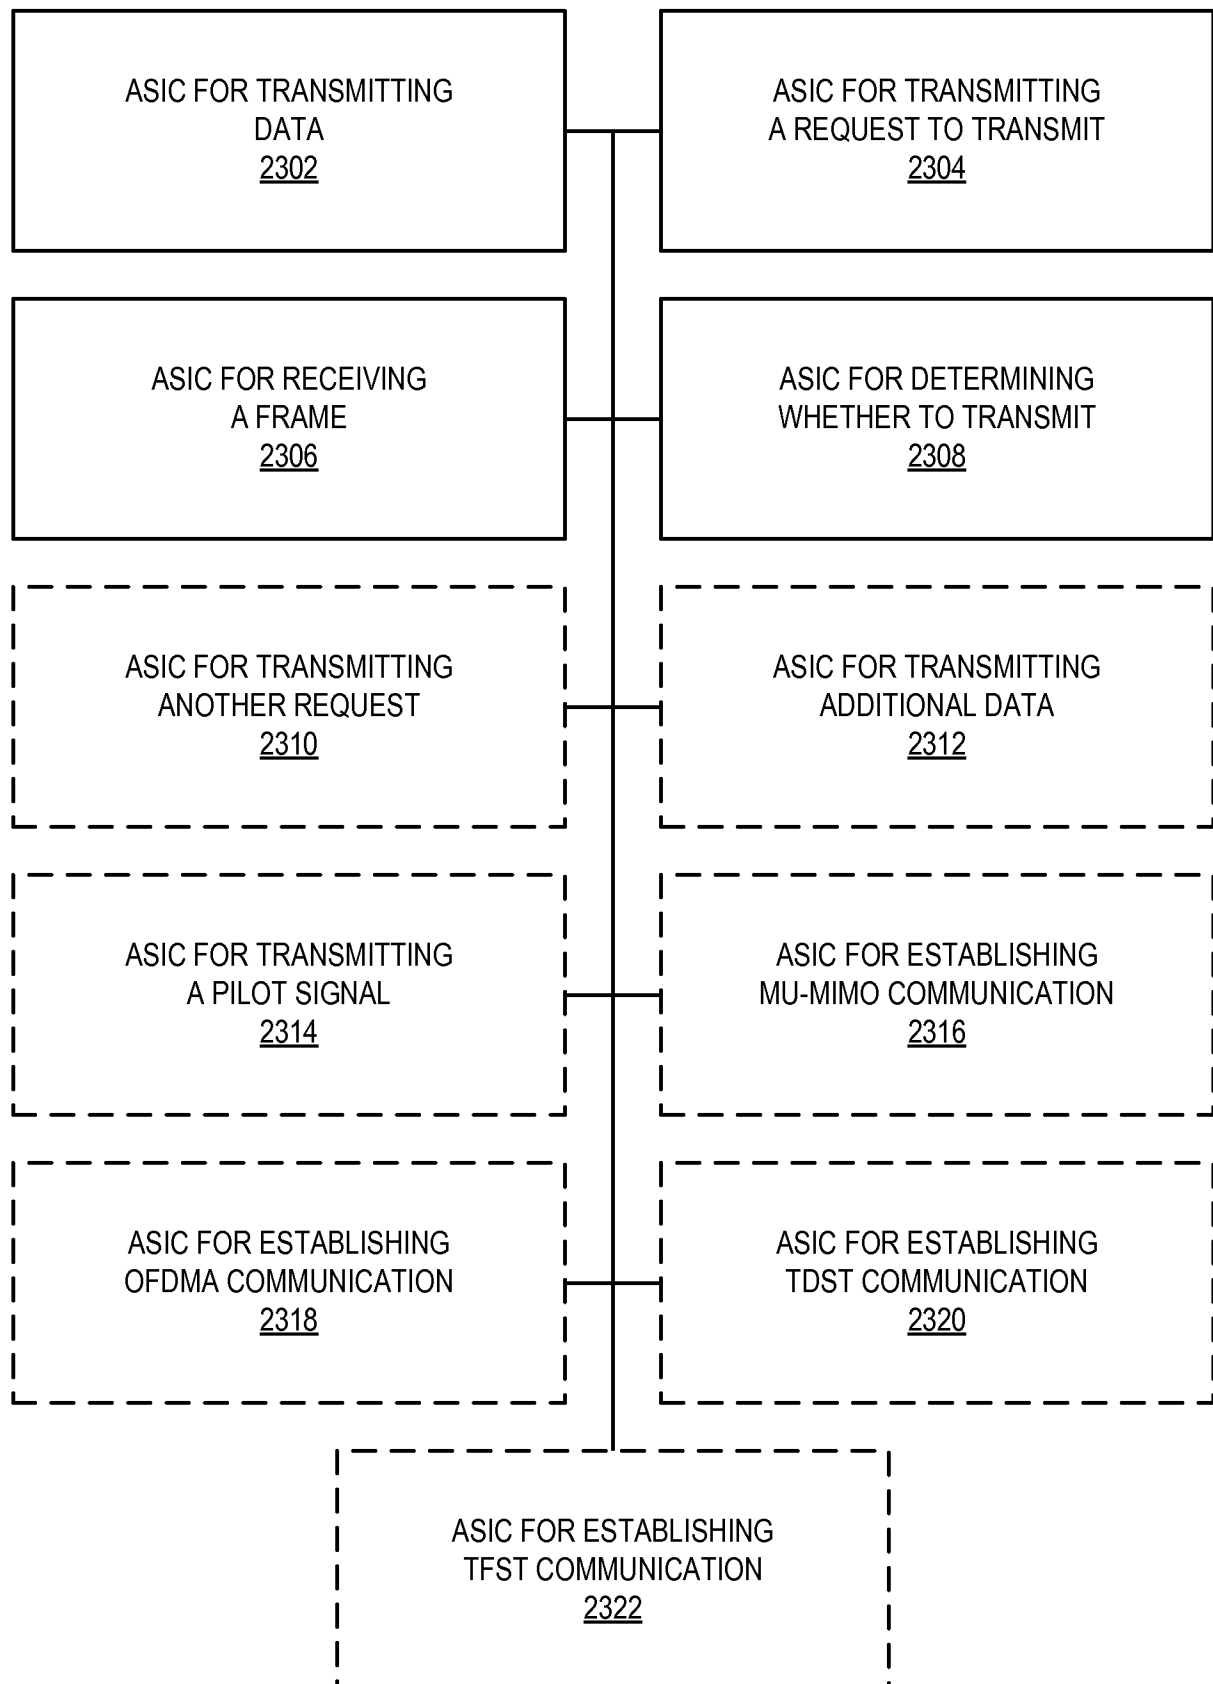 ASIC FOR TRANSMITTING
DATA
2302
ASIC FOR TRANSMITTING
A REQUEST TO TRANSMIT
2304
ASIC FOR RECEIVING
A FRAME
2306
ASIC FOR DETERMINING
WHETHER TO TRANSMIT
2308
ASIC FOR TRANSMITTING
ANOTHER REQUEST
2310
ASIC FOR TRANSMITTING
ADDITIONAL DATA
2312
ASIC FOR TRANSMITTING
A PILOT SIGNAL
2314
ASIC FOR ESTABLISHING
MU-MIMO COMMUNICATION
2316
ASIC FOR ESTABLISHING
OFDMA COMMUNICATION
2318
ASIC FOR ESTABLISHING
TDST COMMUNICATION
2320
ASIC FOR ESTABLISHING
TFST COMMUNICATION
2322